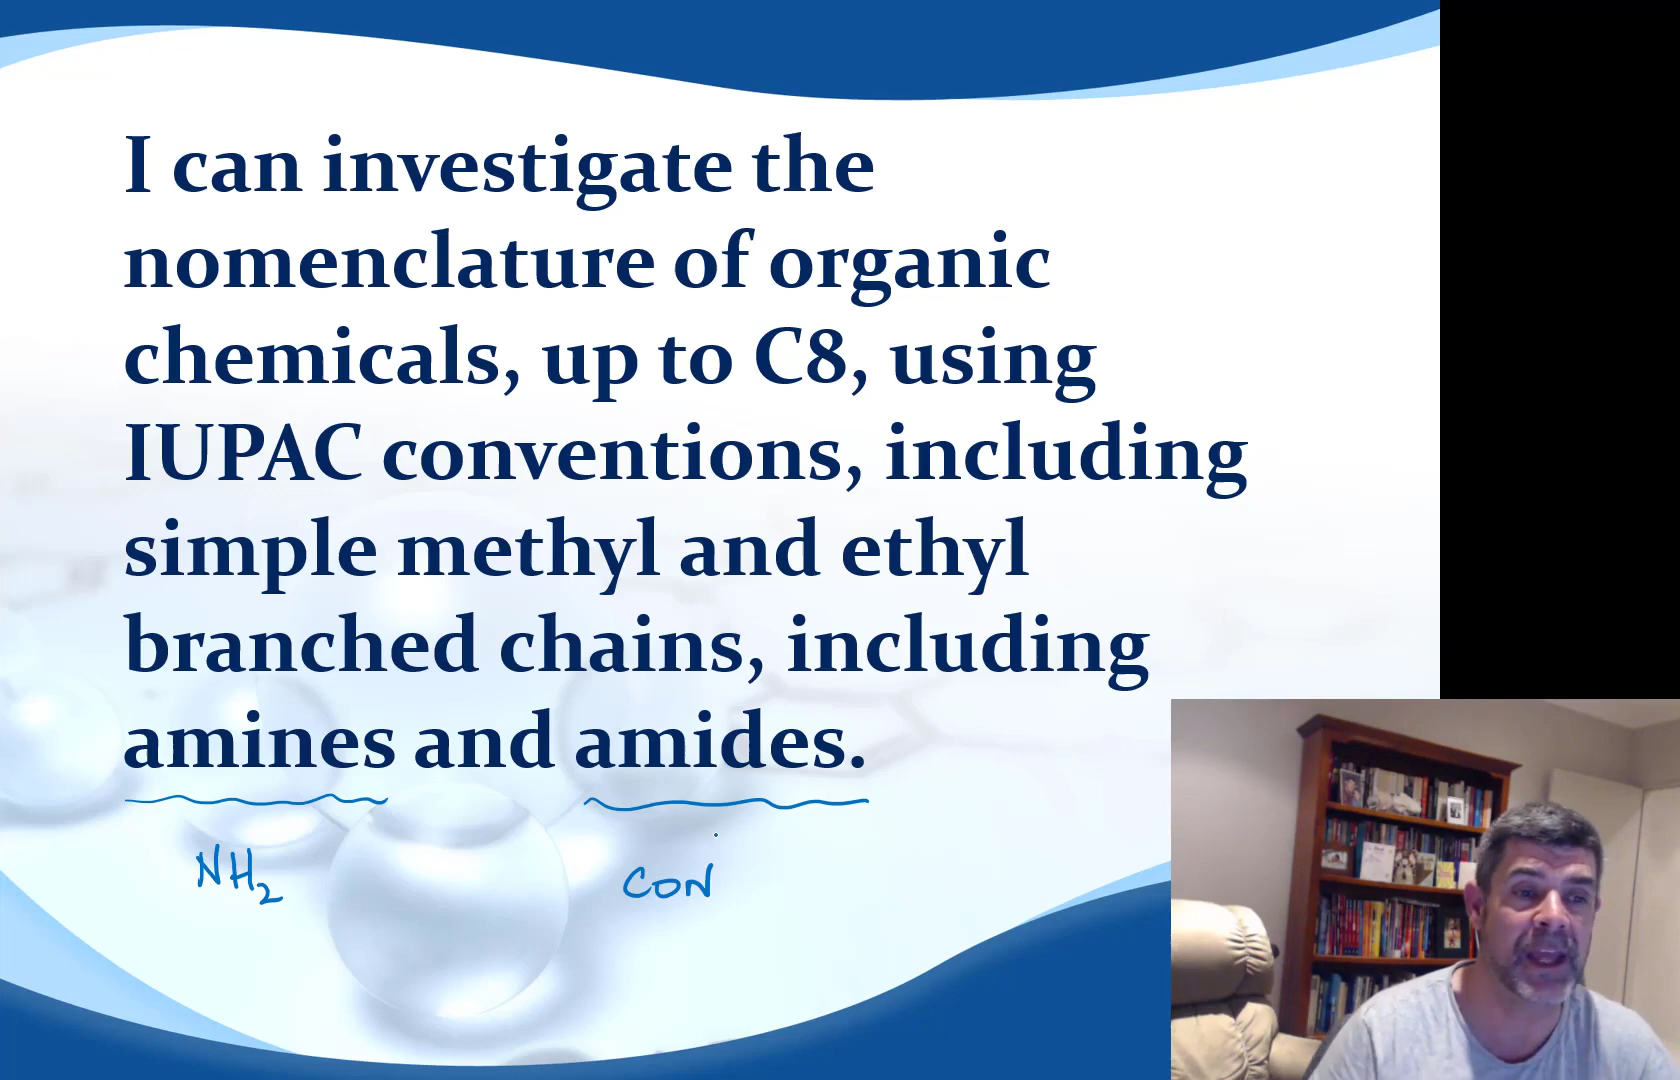 I can investigate the
nomenclature of organic
chemicals, up to C8, using
IUPAC conventions, including
simple methyl and ethyl
branched chains, including
amines and amides.
NH2 CON